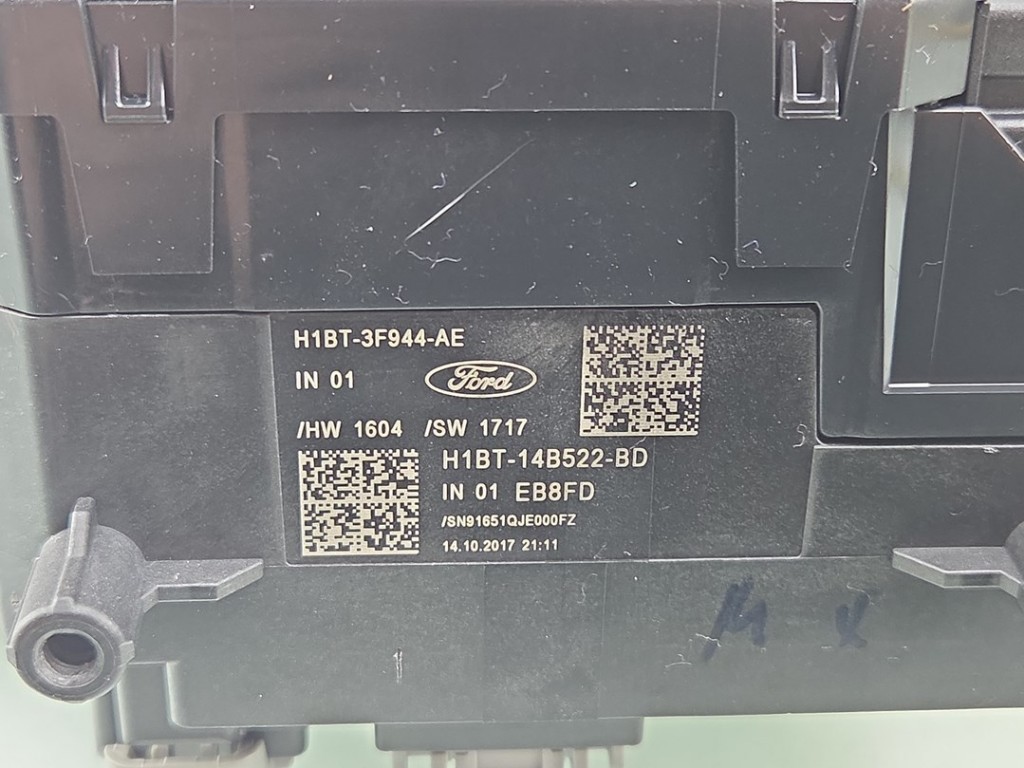 H1BT-3F944-AE
IN 01
Ford
/HW 1604 /SW 1717
H1BT-14B522-BD
IN 01 EB8FD
/SN91651QJE000FZ
14.10.2017 21:11